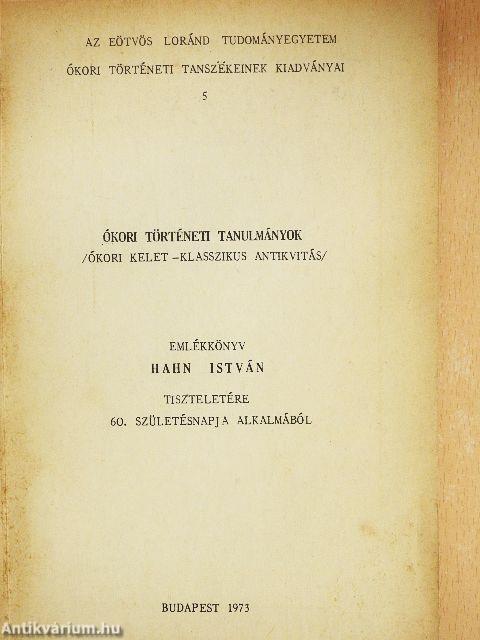 AZ EÖTVÖS LORÁND TUDOMÁNYEGYETEM
ÓKORI TÖRTÉNETI TANSZÉKEINEK KIADVÁNYAI
5
ÓKORI TÖRTÉNETI TANULMÁNYOK
/ÓKORI KELET – KLASSZIKUS ANTIKVITÁS/
EMLÉKKÖNYV
HAHN ISTVÁN
TISZTELETÉRE
60. SZÜLETÉSNAPJA ALKALMÁBÓL
BUDAPEST 1973
Antikvárium.hu